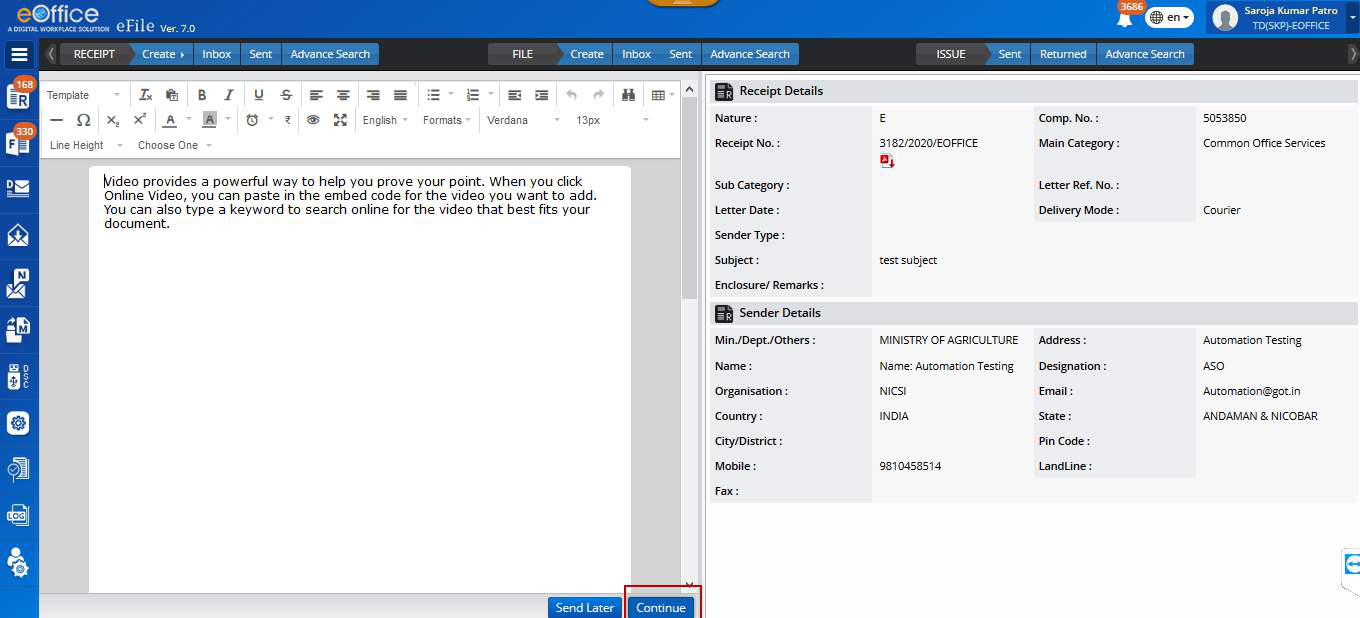 eOffice
A DIGITAL WORKPLACE SOLUTION
eFile Ver. 7.0
3686
en
Saroja Kumar Patro
TD(SKP)-EOFFICE
RECEIPT Create Inbox Sent Advance Search
FILE Create Inbox Sent Advance Search
ISSUE Sent Returned Advance Search
168
R
330
F
D
N
M
DSC
LOG
Template
B I U S
Ω X₂ X² A A ₹ English Formats Verdana 13px
Line Height Choose One
Video provides a powerful way to help you prove your point. When you click
Online Video, you can paste in the embed code for the video you want to add.
You can also type a keyword to search online for the video that best fits your
document.
Send Later Continue
Receipt Details
Nature : E Comp. No. : 5053850
Receipt No. : 3182/2020/EOFFICE Main Category : Common Office Services
Sub Category : Letter Ref. No. :
Letter Date : Delivery Mode : Courier
Sender Type :
Subject : test subject
Enclosure/ Remarks :
Sender Details
Min./Dept./Others : MINISTRY OF AGRICULTURE Address : Automation Testing
Name : Name: Automation Testing Designation : ASO
Organisation : NICSI Email : Automation@got.in
Country : INDIA State : ANDAMAN & NICOBAR
City/District : Pin Code :
Mobile : 9810458514 LandLine :
Fax :